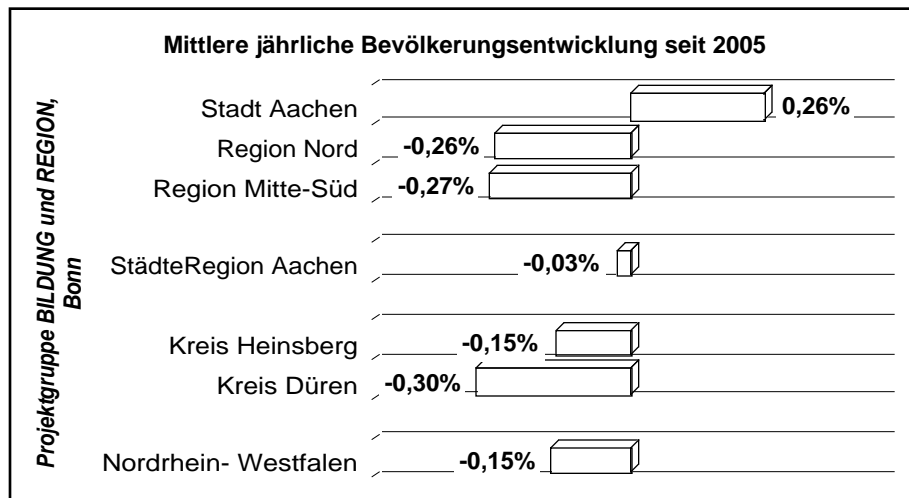 Mittlere jährliche Bevölkerungsentwicklung seit 2005
Projektgruppe BILDUNG und REGION,
Bonn
Stadt Aachen 0,26%
Region Nord -0,26%
Region Mitte-Süd -0,27%
StädteRegion Aachen -0,03%
Kreis Heinsberg -0,15%
Kreis Düren -0,30%
Nordrhein- Westfalen -0,15%